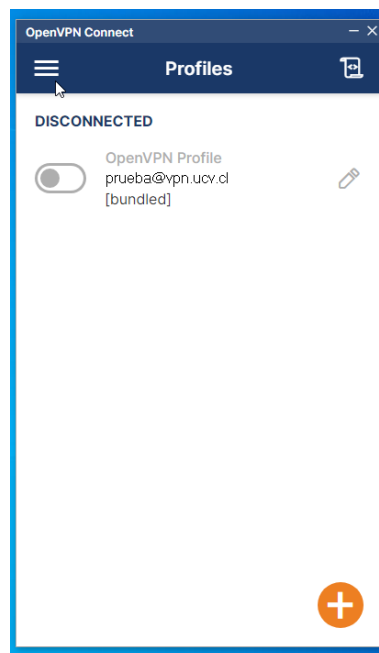 OpenVPN Connect
Profiles
DISCONNECTED
OpenVPN Profile
prueba@vpn.ucv.cl
[bundled]